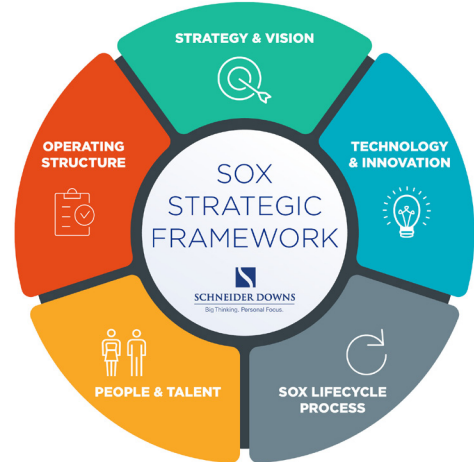 STRATEGY & VISION
OPERATING
STRUCTURE
TECHNOLOGY
& INNOVATION
SOX
STRATEGIC
FRAMEWORK
SCHNEIDER DOWNS
Big Thinking. Personal Focus.
PEOPLE & TALENT
SOX LIFECYCLE
PROCESS